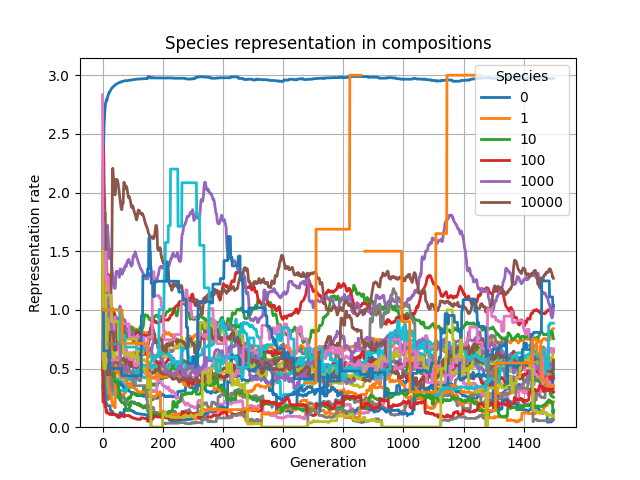 Species representation in compositions
Representation rate
3.0
2.5
2.0
1.5
1.0
0.5
0.0
0 200 400 600 800 1000 1200 1400
Generation
Species
0
1
10
100
1000
10000